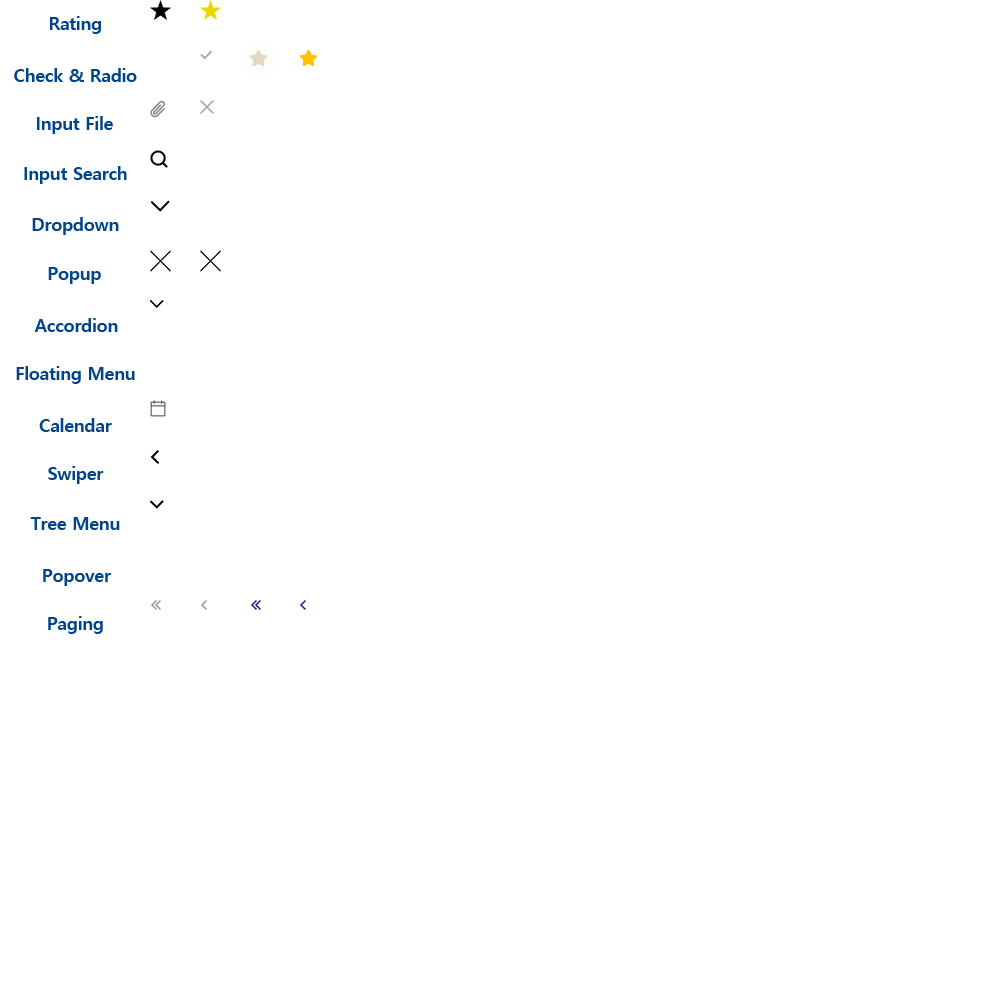 Rating
Check & Radio
Input File
Input Search
Dropdown
Popup
Accordion
Floating Menu
Calendar
Swiper
Tree Menu
Popover
Paging